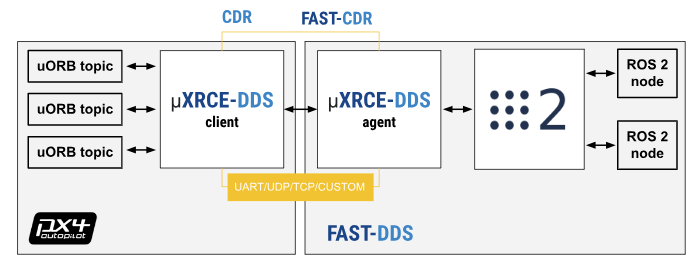 CDR
FAST-CDR
uORB topic
uORB topic
uORB topic
µXRCE-DDS
client
µXRCE-DDS
agent
2
ROS 2
node
ROS 2
node
UART/UDP/TCP/CUSTOM
px4
autopilot
FAST-DDS